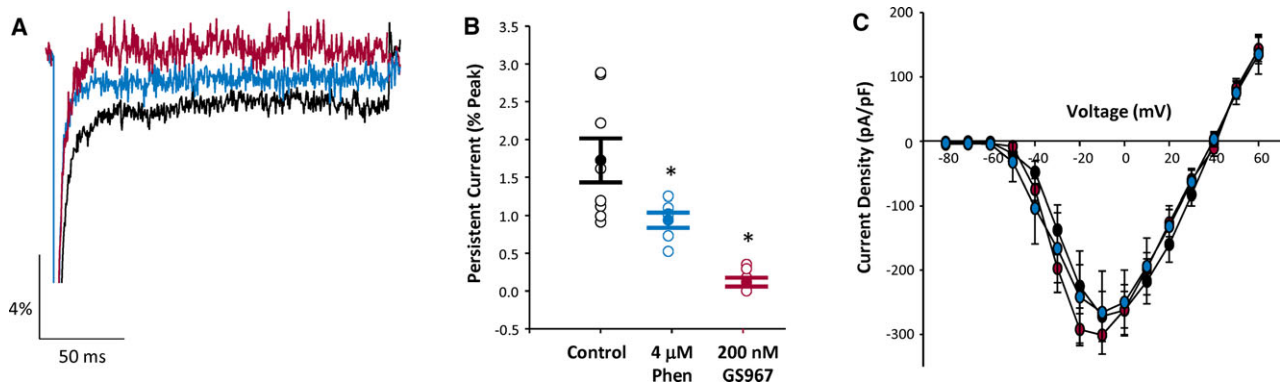 A
4%
50 ms
B
Persistent Current (% Peak)
3.5
3.0
2.5
2.0
1.5
1.0
0.5
0.0
-0.5
*
*
Control
4 μM
Phen
200 nM
GS967
C
Current Density (pA/pF)
Voltage (mV)
200
100
0
-100
-200
-300
-80
-60
-40
-20
0
20
40
60